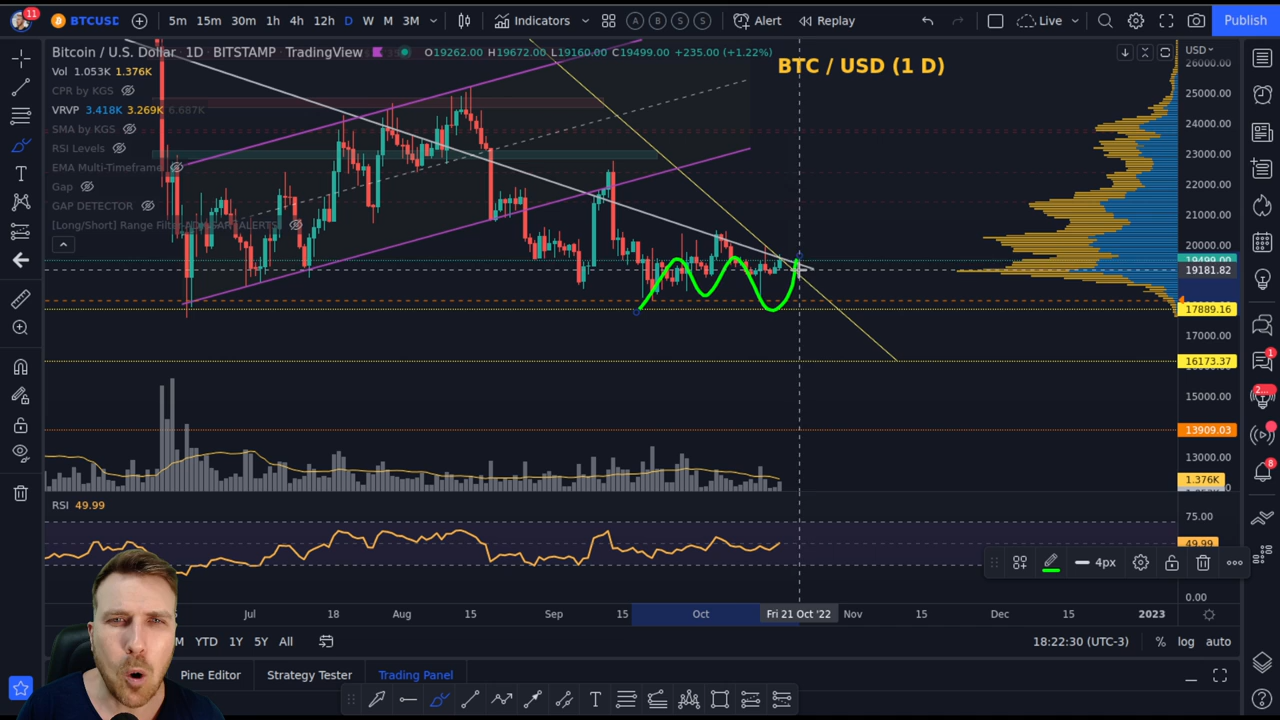 11
BTCUSD
5m 15m 30m 1h 4h 12h D W M 3M
Indicators
A B S S
Alert
Replay
Live
Publish
Bitcoin / U.S. Dollar 1D BITSTAMP TradingView
O19262.00 H19672.00 L19160.00 C19499.00 +235.00 (+1.22%)
USD
BTC / USD (1 D)
Vol 1.053K 1.376K
CPR by KGS
VRVP 3.418K 3.269K 6.687K
SMA by KGS
RSI Levels
EMA Multi-Timeframe
Gap
GAP DETECTOR
26000.00
25000.00
24000.00
23000.00
22000.00
21000.00
20000.00
19499.00
19181.82
17889.16
17000.00
16173.37
15000.00
13909.03
13000.00
1.376K
RSI 49.99
75.00
49.99
0.00
4px
1
8
Jul 18 Aug 15 Sep 15 Oct Fri 21 Oct '22 Nov 15 Dec 15 2023
M YTD 1Y 5Y All
18:22:30 (UTC-3)
% log auto
Pine Editor
Strategy Tester
Trading Panel